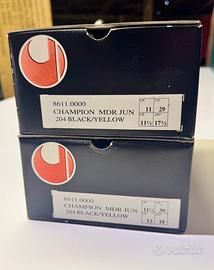 8611.0000
CHAMPION MDR JUN
204 BLACK/YELLOW
11 29
11½ 17½
8611.0000
CHAMPION MDR JUN
204 BLACK/YELLOW
11½ 30
12 18
subito